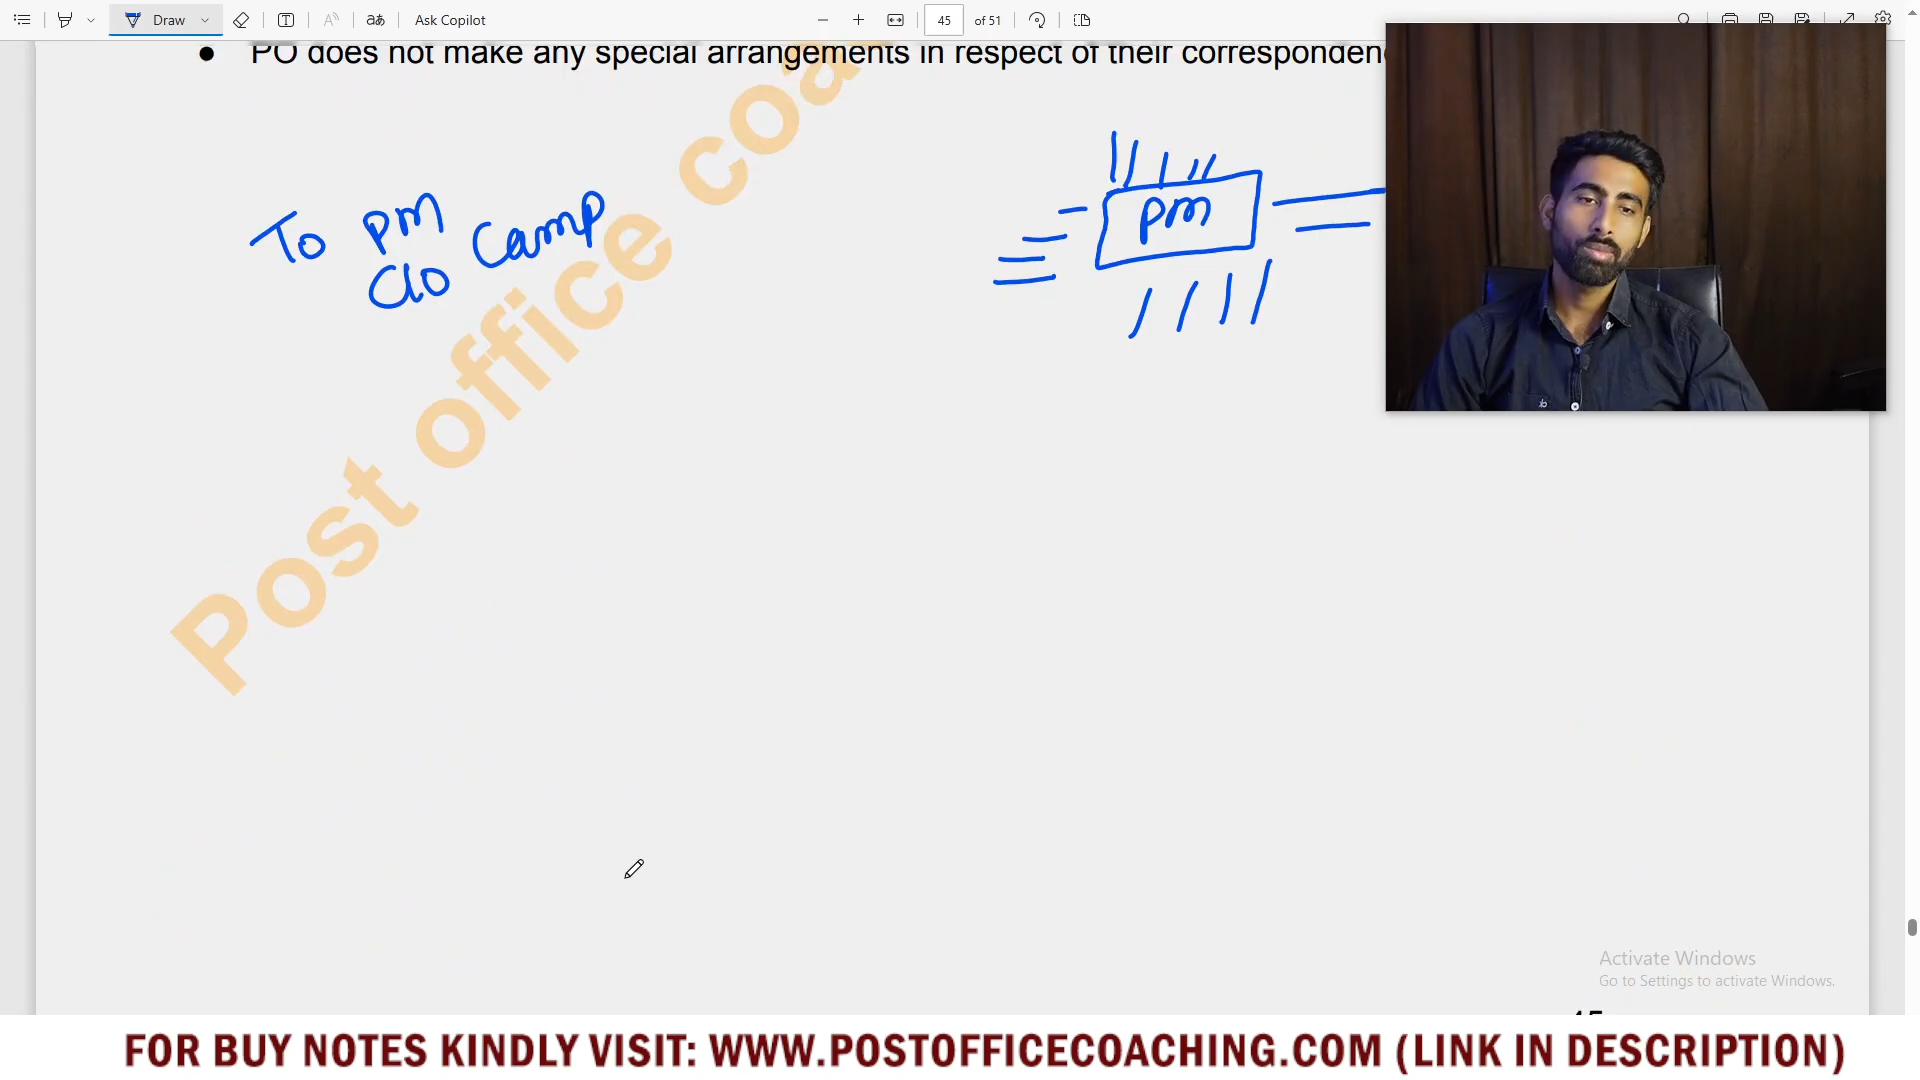 Draw
Ask Copilot
45 of 51
PO does not make any special arrangements in respect of their
To PM Camp
C/O
PM
Post office
Activate Windows
Go to Settings to activate Windows.
FOR BUY NOTES KINDLY VISIT: WWW.POSTOFFICECOACHING.COM (LINK IN DESCRIPTION)